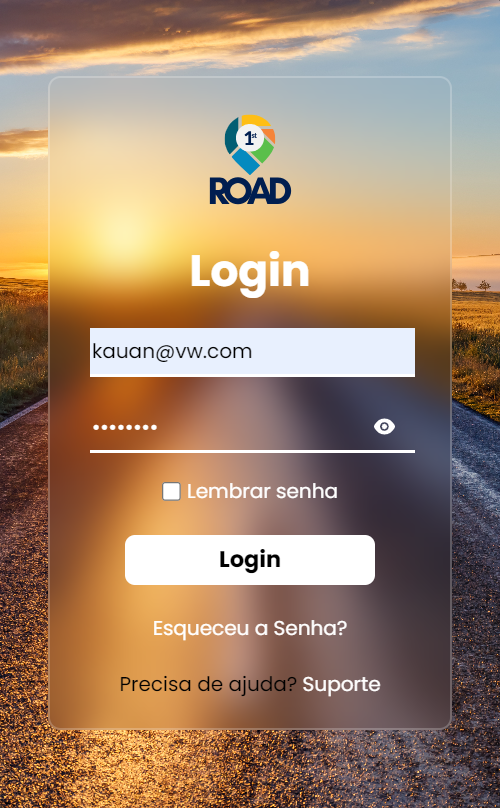 1st
ROAD
Login
kauan@vw.com
••••••••
Lembrar senha
Login
Esqueceu a Senha?
Precisa de ajuda? Suporte